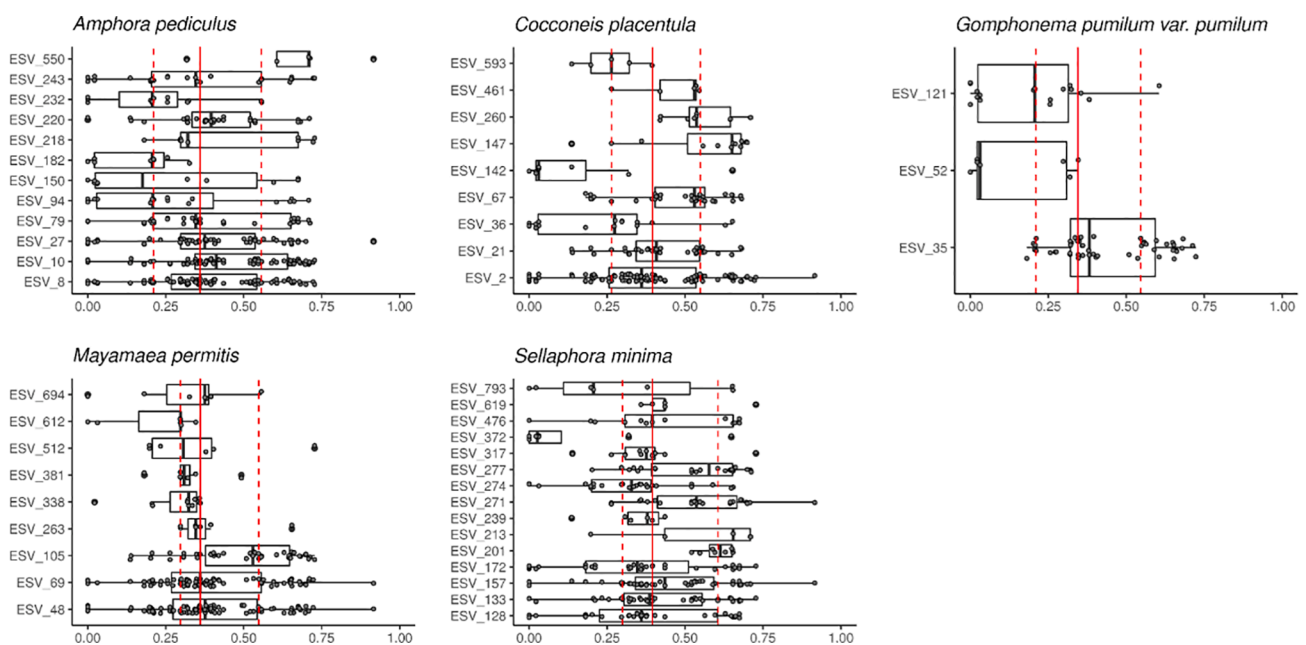 Amphora pediculus
ESV_550
ESV_243
ESV_232
ESV_220
ESV_218
ESV_182
ESV_150
ESV_94
ESV_79
ESV_27
ESV_10
ESV_8
0.00 0.25 0.50 0.75 1.00
Cocconeis placentula
ESV_593
ESV_461
ESV_260
ESV_147
ESV_142
ESV_67
ESV_36
ESV_21
ESV_2
0.00 0.25 0.50 0.75 1.00
Gomphonema pumilum var. pumilum
ESV_121
ESV_52
ESV_35
0.00 0.25 0.50 0.75 1.00
Mayamaea permitis
ESV_694
ESV_612
ESV_512
ESV_381
ESV_338
ESV_263
ESV_105
ESV_69
ESV_48
0.00 0.25 0.50 0.75 1.00
Sellaphora minima
ESV_793
ESV_619
ESV_476
ESV_372
ESV_317
ESV_277
ESV_274
ESV_271
ESV_239
ESV_213
ESV_201
ESV_172
ESV_157
ESV_133
ESV_128
0.00 0.25 0.50 0.75 1.00